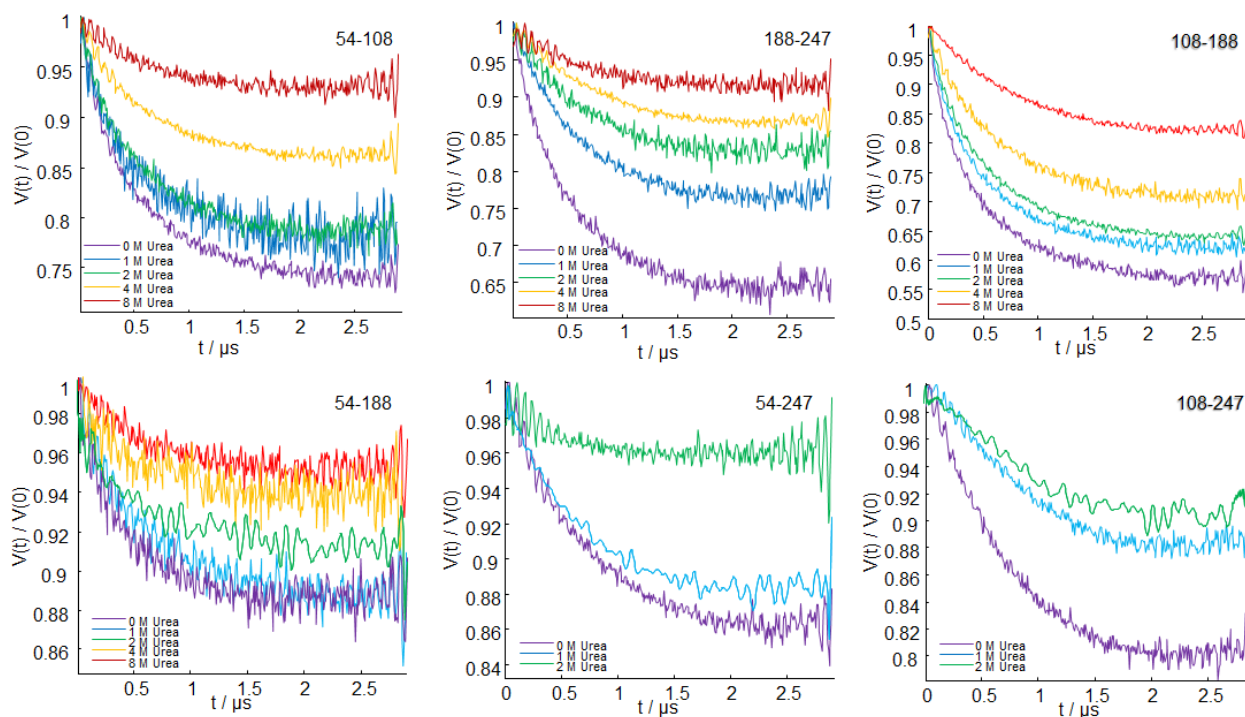 54-108
V(t) / V(0)
1
0.95
0.9
0.85
0.8
0.75
0 M Urea
1 M Urea
2 M Urea
4 M Urea
8 M Urea
0.5 1 1.5 2 2.5
t / µs
188-247
V(t) / V(0)
1
0.95
0.9
0.85
0.8
0.75
0.7
0.65
0 M Urea
1 M Urea
2 M Urea
4 M Urea
8 M Urea
0.5 1 1.5 2 2.5
t / µs
108-188
V(t) / V(0)
1
0.95
0.9
0.85
0.8
0.75
0.7
0.65
0.6
0.55
0.5
0 M Urea
1 M Urea
2 M Urea
4 M Urea
8 M Urea
0 0.5 1 1.5 2 2.5
t / µs
54-188
V(t) / V(0)
1
0.98
0.96
0.94
0.92
0.9
0.88
0.86
0 M Urea
1 M Urea
2 M Urea
4 M Urea
8 M Urea
0.5 1 1.5 2 2.5
t / µs
54-247
V(t) / V(0)
1
0.98
0.96
0.94
0.92
0.9
0.88
0.86
0.84
0 M Urea
1 M Urea
2 M Urea
0 0.5 1 1.5 2 2.5
t / µs
108-247
V(t) / V(0)
1
0.98
0.96
0.94
0.92
0.9
0.88
0.86
0.84
0.82
0.8
0 M Urea
1 M Urea
2 M Urea
0 0.5 1 1.5 2 2.5
t / µs